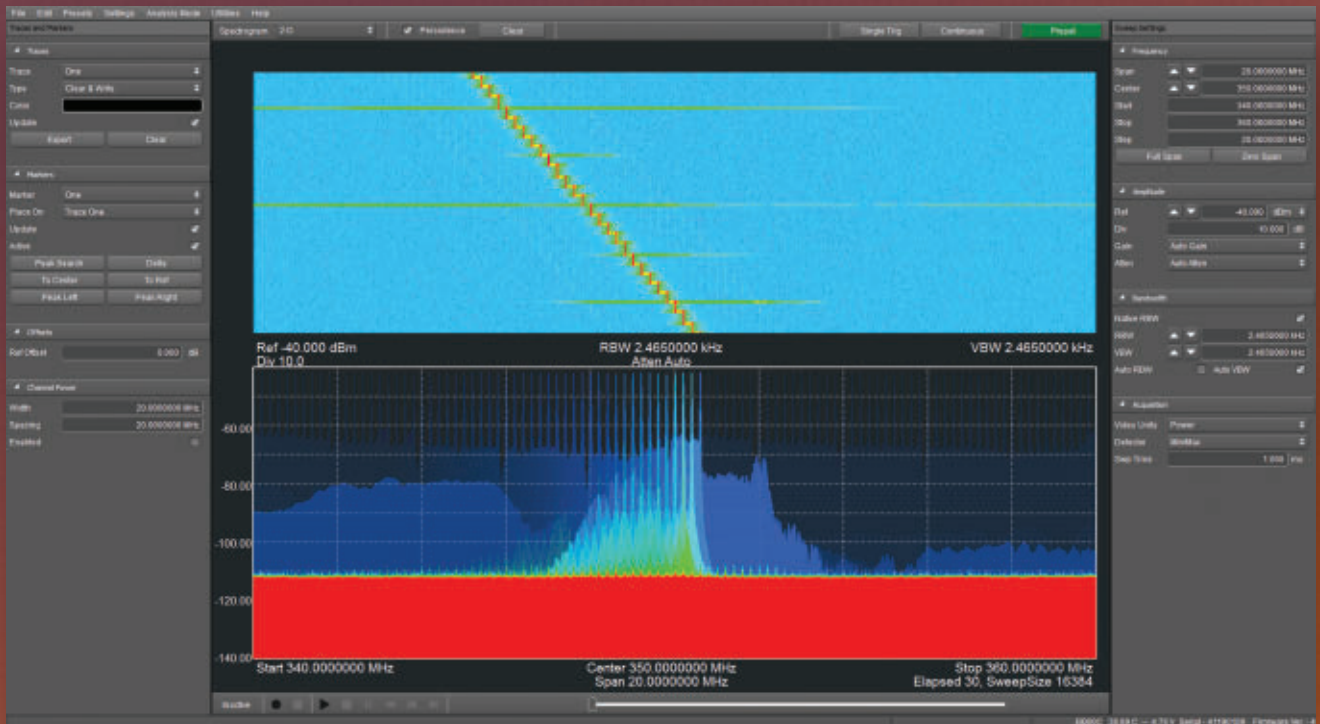 File Edit Presets Settings Analysis Mode Utilities Help
Traces and Markers
Spectrogram 2D Persistence Clear Single Trig Continuous Preset
Sweep Settings
Traces
Trace One
Type Clear & Write
Color
Update
Export Clear
Markers
Marker One
Place On Trace One
Update
Active
Peak Search Delta
To Center To Ref
Peak Left Peak Right
Offsets
Ref Offset 0.000 dB
Channel Power
Width 20.0000000 MHz
Spacing 20.0000000 MHz
Enabled
Ref -40.000 dBm RBW 2.4650000 kHz VBW 2.4650000 kHz
Div 10.0 Atten Auto
-60.00
-80.00
-100.00
-120.00
-140.00
Start 340.0000000 MHz Center 350.0000000 MHz Stop 360.0000000 MHz
Span 20.0000000 MHz Elapsed 30, SweepSize 16384
Frequency
Span 20.0000000 MHz
Center 350.0000000 MHz
Start 340.0000000 MHz
Stop 360.0000000 MHz
Step 20.0000000 MHz
Full Span Zero Span
Amplitude
Ref -40.000 dBm
Div 10.000 dB
Gain Auto Gain
Atten Auto Atten
Bandwidth
Native RBW
RBW 2.4650000 kHz
VBW 2.4650000 kHz
Auto RBW Auto VBW
Acquisition
Video Units Power
Detector MinMax
Swp Time 1.000 ms